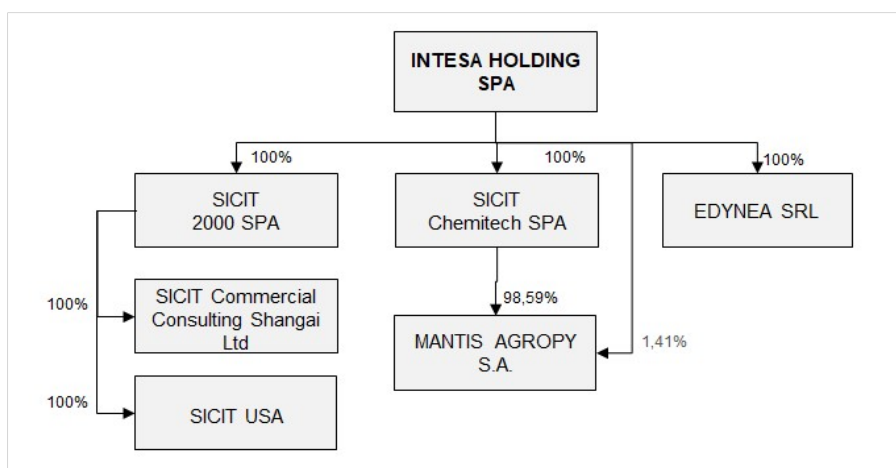 INTESA HOLDING
SPA
100%
100%
100%
SICIT
2000 SPA
SICIT
Chemitech SPA
EDYNEA SRL
100%
SICIT Commercial
Consulting Shangai
Ltd
98,59%
MANTIS AGROPY
S.A.
1,41%
100%
SICIT USA